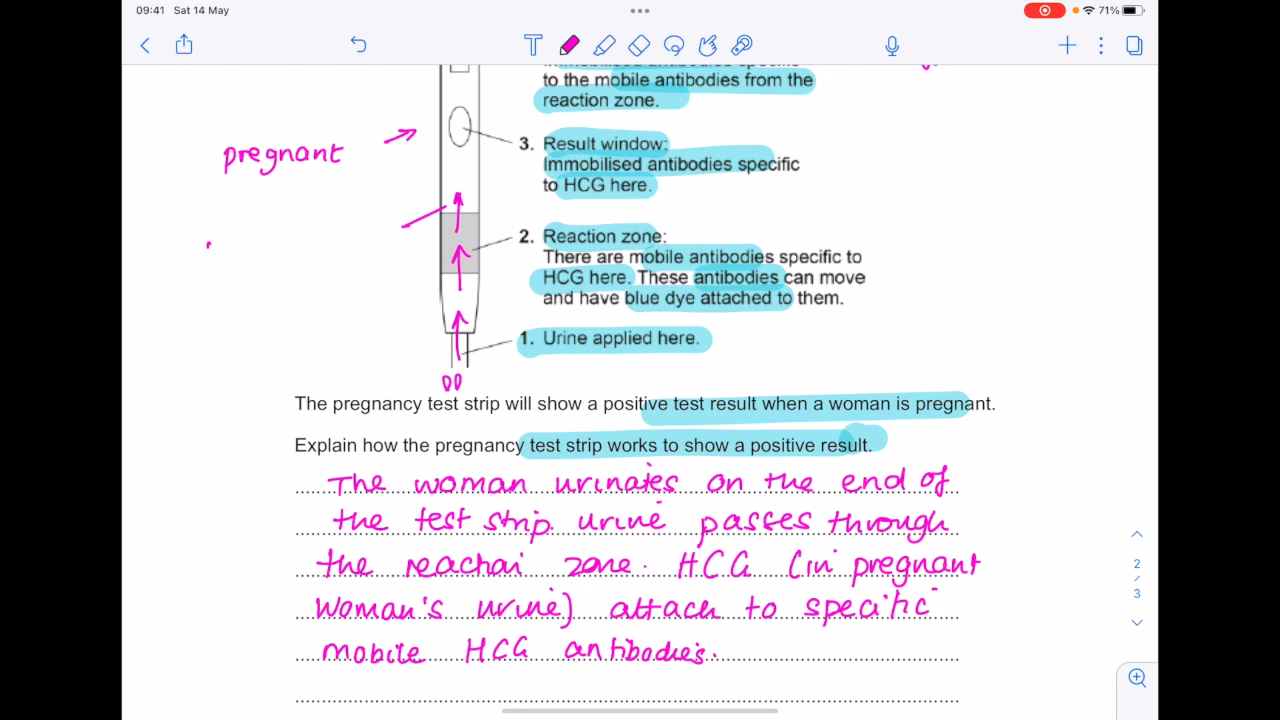 09:41 Sat 14 May
71%
T
Immobilised antibodies specific
to the mobile antibodies from the
reaction zone.
pregnant
3. Result window:
Immobilised antibodies specific
to HCG here.
2. Reaction zone:
There are mobile antibodies specific to
HCG here. These antibodies can move
and have blue dye attached to them.
1. Urine applied here.
The pregnancy test strip will show a positive test result when a woman is pregnant.
Explain how the pregnancy test strip works to show a positive result.
The woman urinates on the end of
the test strip. urine passes through
the reaction zone. HCG (in pregnant
woman's urine) attach to specific
mobile HCG antibodies.
2
/
3